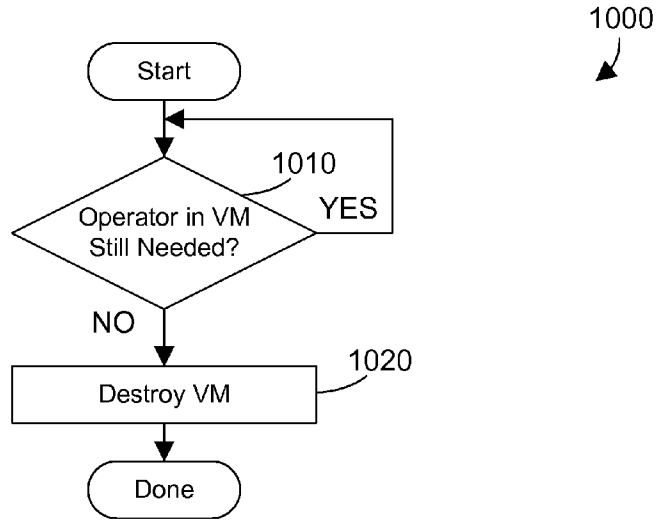 1000
Start
1010
Operator in VM
Still Needed?
YES
NO
1020
Destroy VM
Done